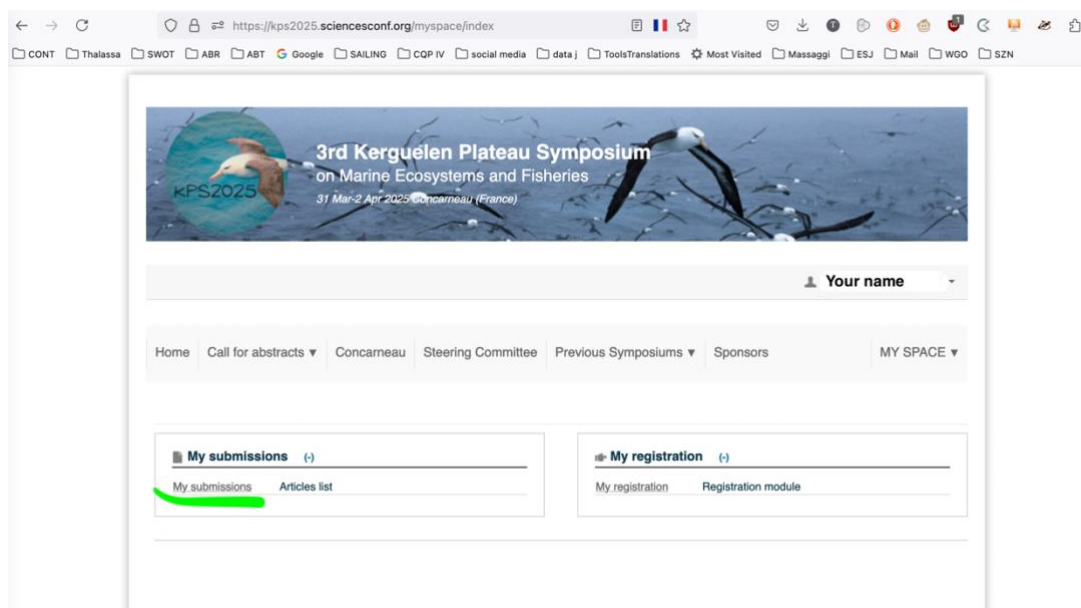 https://kps2025.sciencesconf.org/myspace/index
CONT Thalassa SWOT ABR ABT Google SAILING CQP IV social media data j ToolsTranslations Most Visited Massaggi ESJ Mail WGO SZN
3rd Kerguelen Plateau Symposium
on Marine Ecosystems and Fisheries
31 Mar-2 Apr 2025 Concarneau (France)
KPS2025
Your name
Home Call for abstracts ▼ Concarneau Steering Committee Previous Symposiums ▼ Sponsors MY SPACE ▼
My submissions (-)
My submissions Articles list
My registration (-)
My registration Registration module